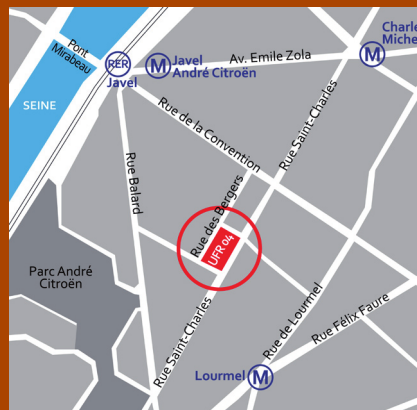 Charle
Michel
Pont
Mirabeau
RER
Javel
M
Javel
André Citroën
Av. Emile Zola
M
SEINE
Rue de la Convention
Rue Saint-Charles
Rue Balard
Rue des Bergers
UFR 04
Parc André
Citroën
Rue Saint-Charles
Rue de Lourmel
Rue Félix Faure
Lourmel
M